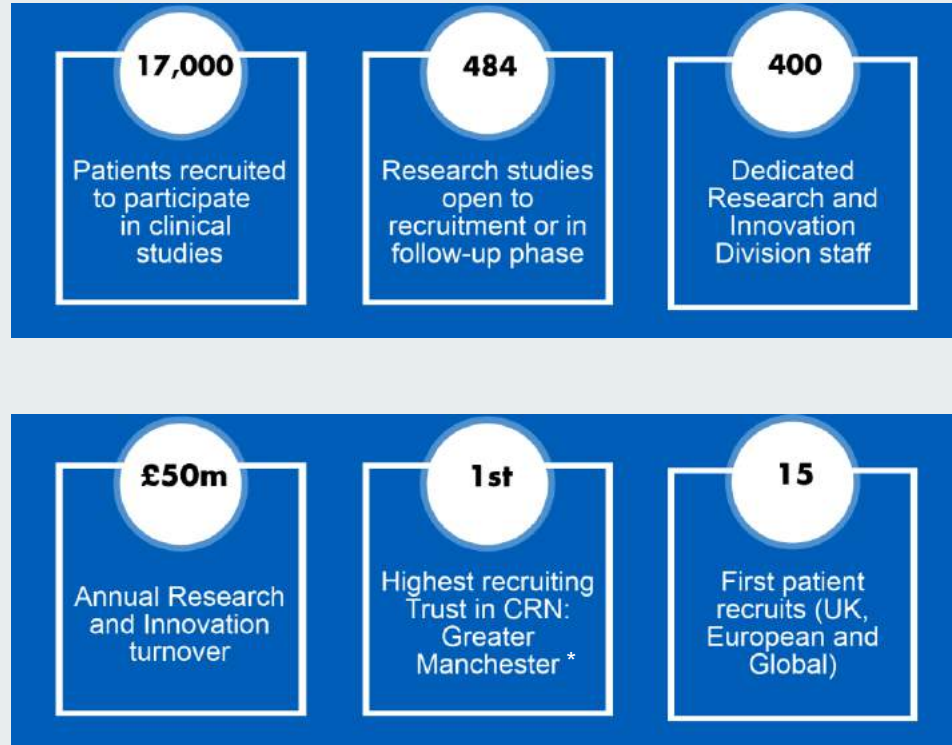 17,000
Patients recruited
to participate
in clinical
studies
484
Research studies
open to
recruitment or in
follow-up phase
400
Dedicated
Research and
Innovation
Division staff
£50m
Annual Research
and Innovation
turnover
1st
Highest recruiting
Trust in CRN:
Greater
Manchester *
15
First patient
recruits (UK,
European and
Global)